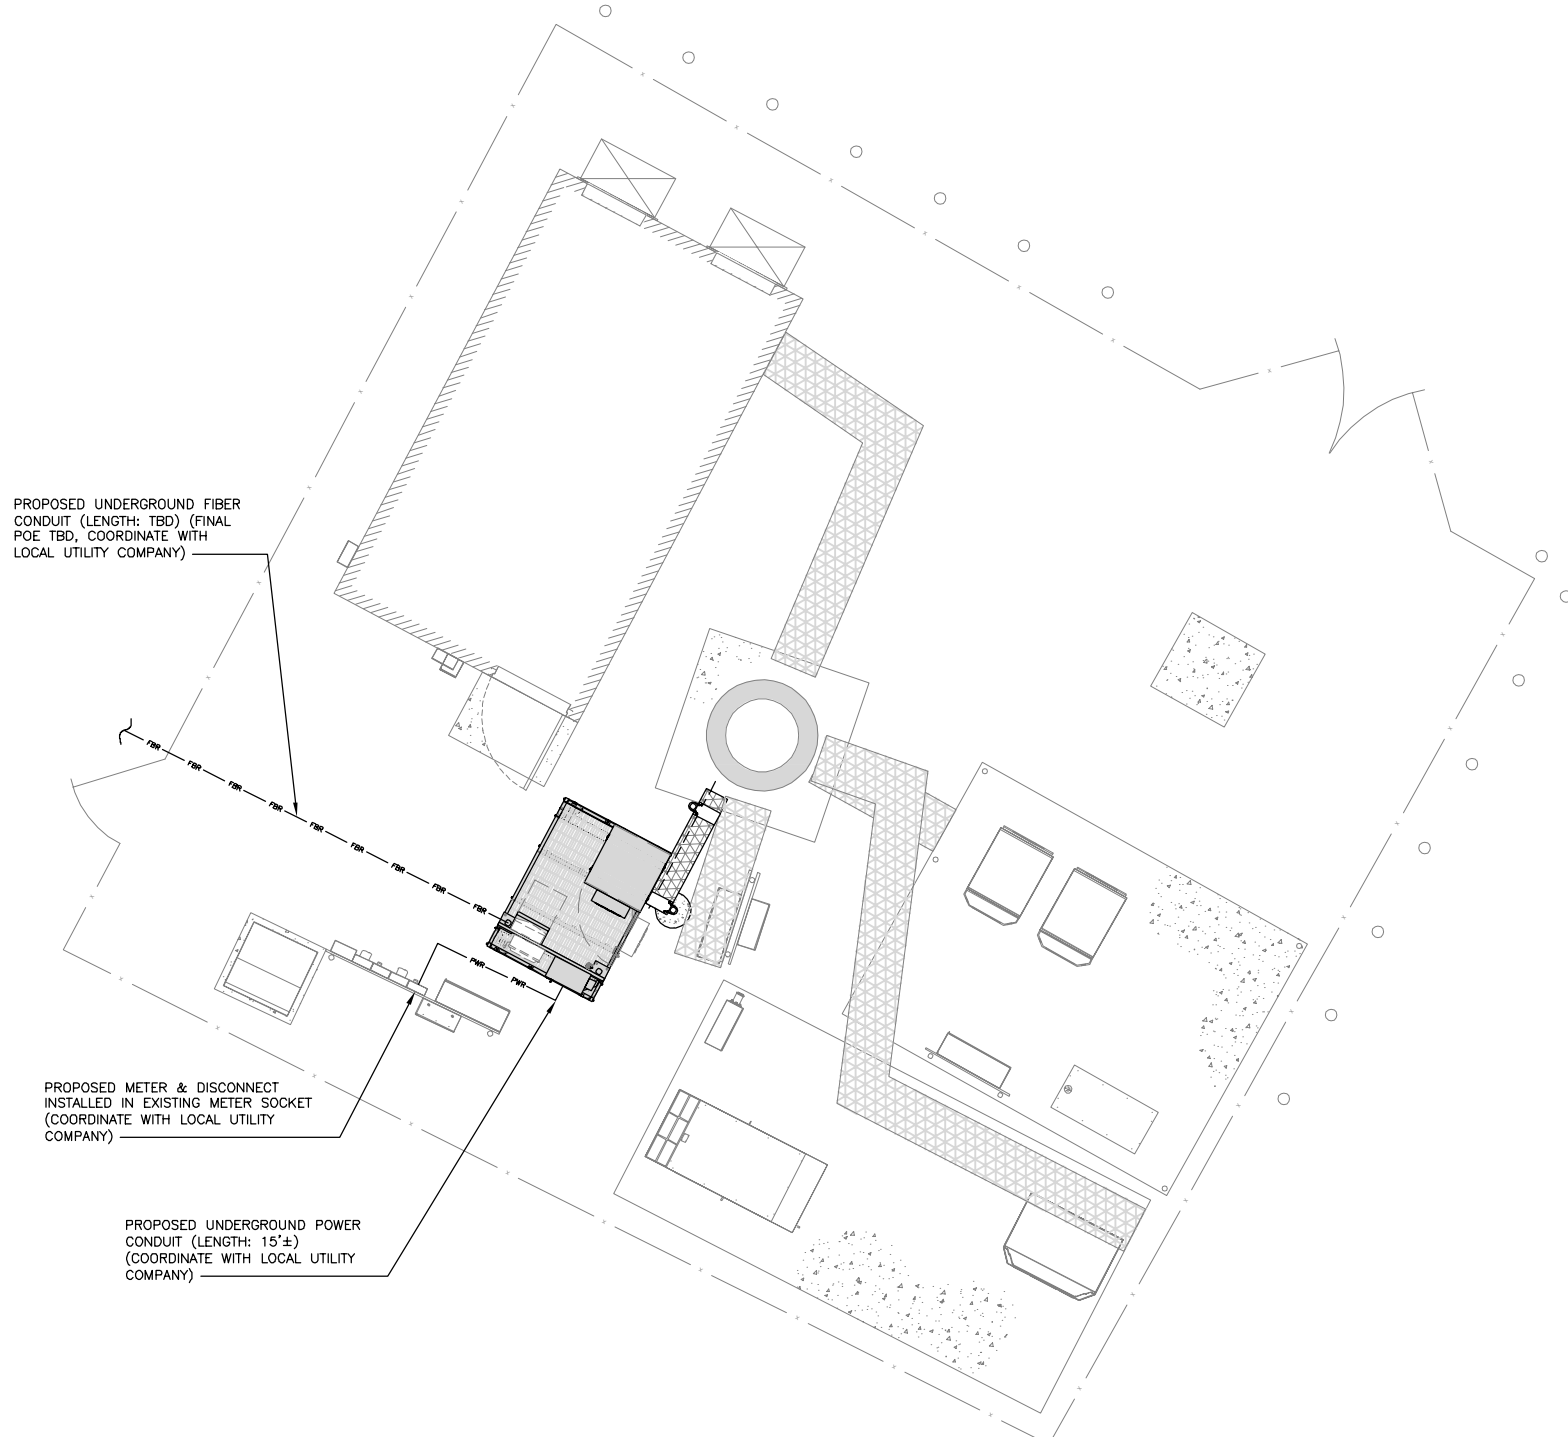 PROPOSED UNDERGROUND FIBER
CONDUIT (LENGTH: TBD) (FINAL
POE TBD, COORDINATE WITH
LOCAL UTILITY COMPANY)
FBR
FBR
FBR
FBR
FBR
FBR
FBR
FBR
FBR
PWR
PWR
PROPOSED METER & DISCONNECT
INSTALLED IN EXISTING METER SOCKET
(COORDINATE WITH LOCAL UTILITY
COMPANY)
PROPOSED UNDERGROUND POWER
CONDUIT (LENGTH: 15'±)
(COORDINATE WITH LOCAL UTILITY
COMPANY)